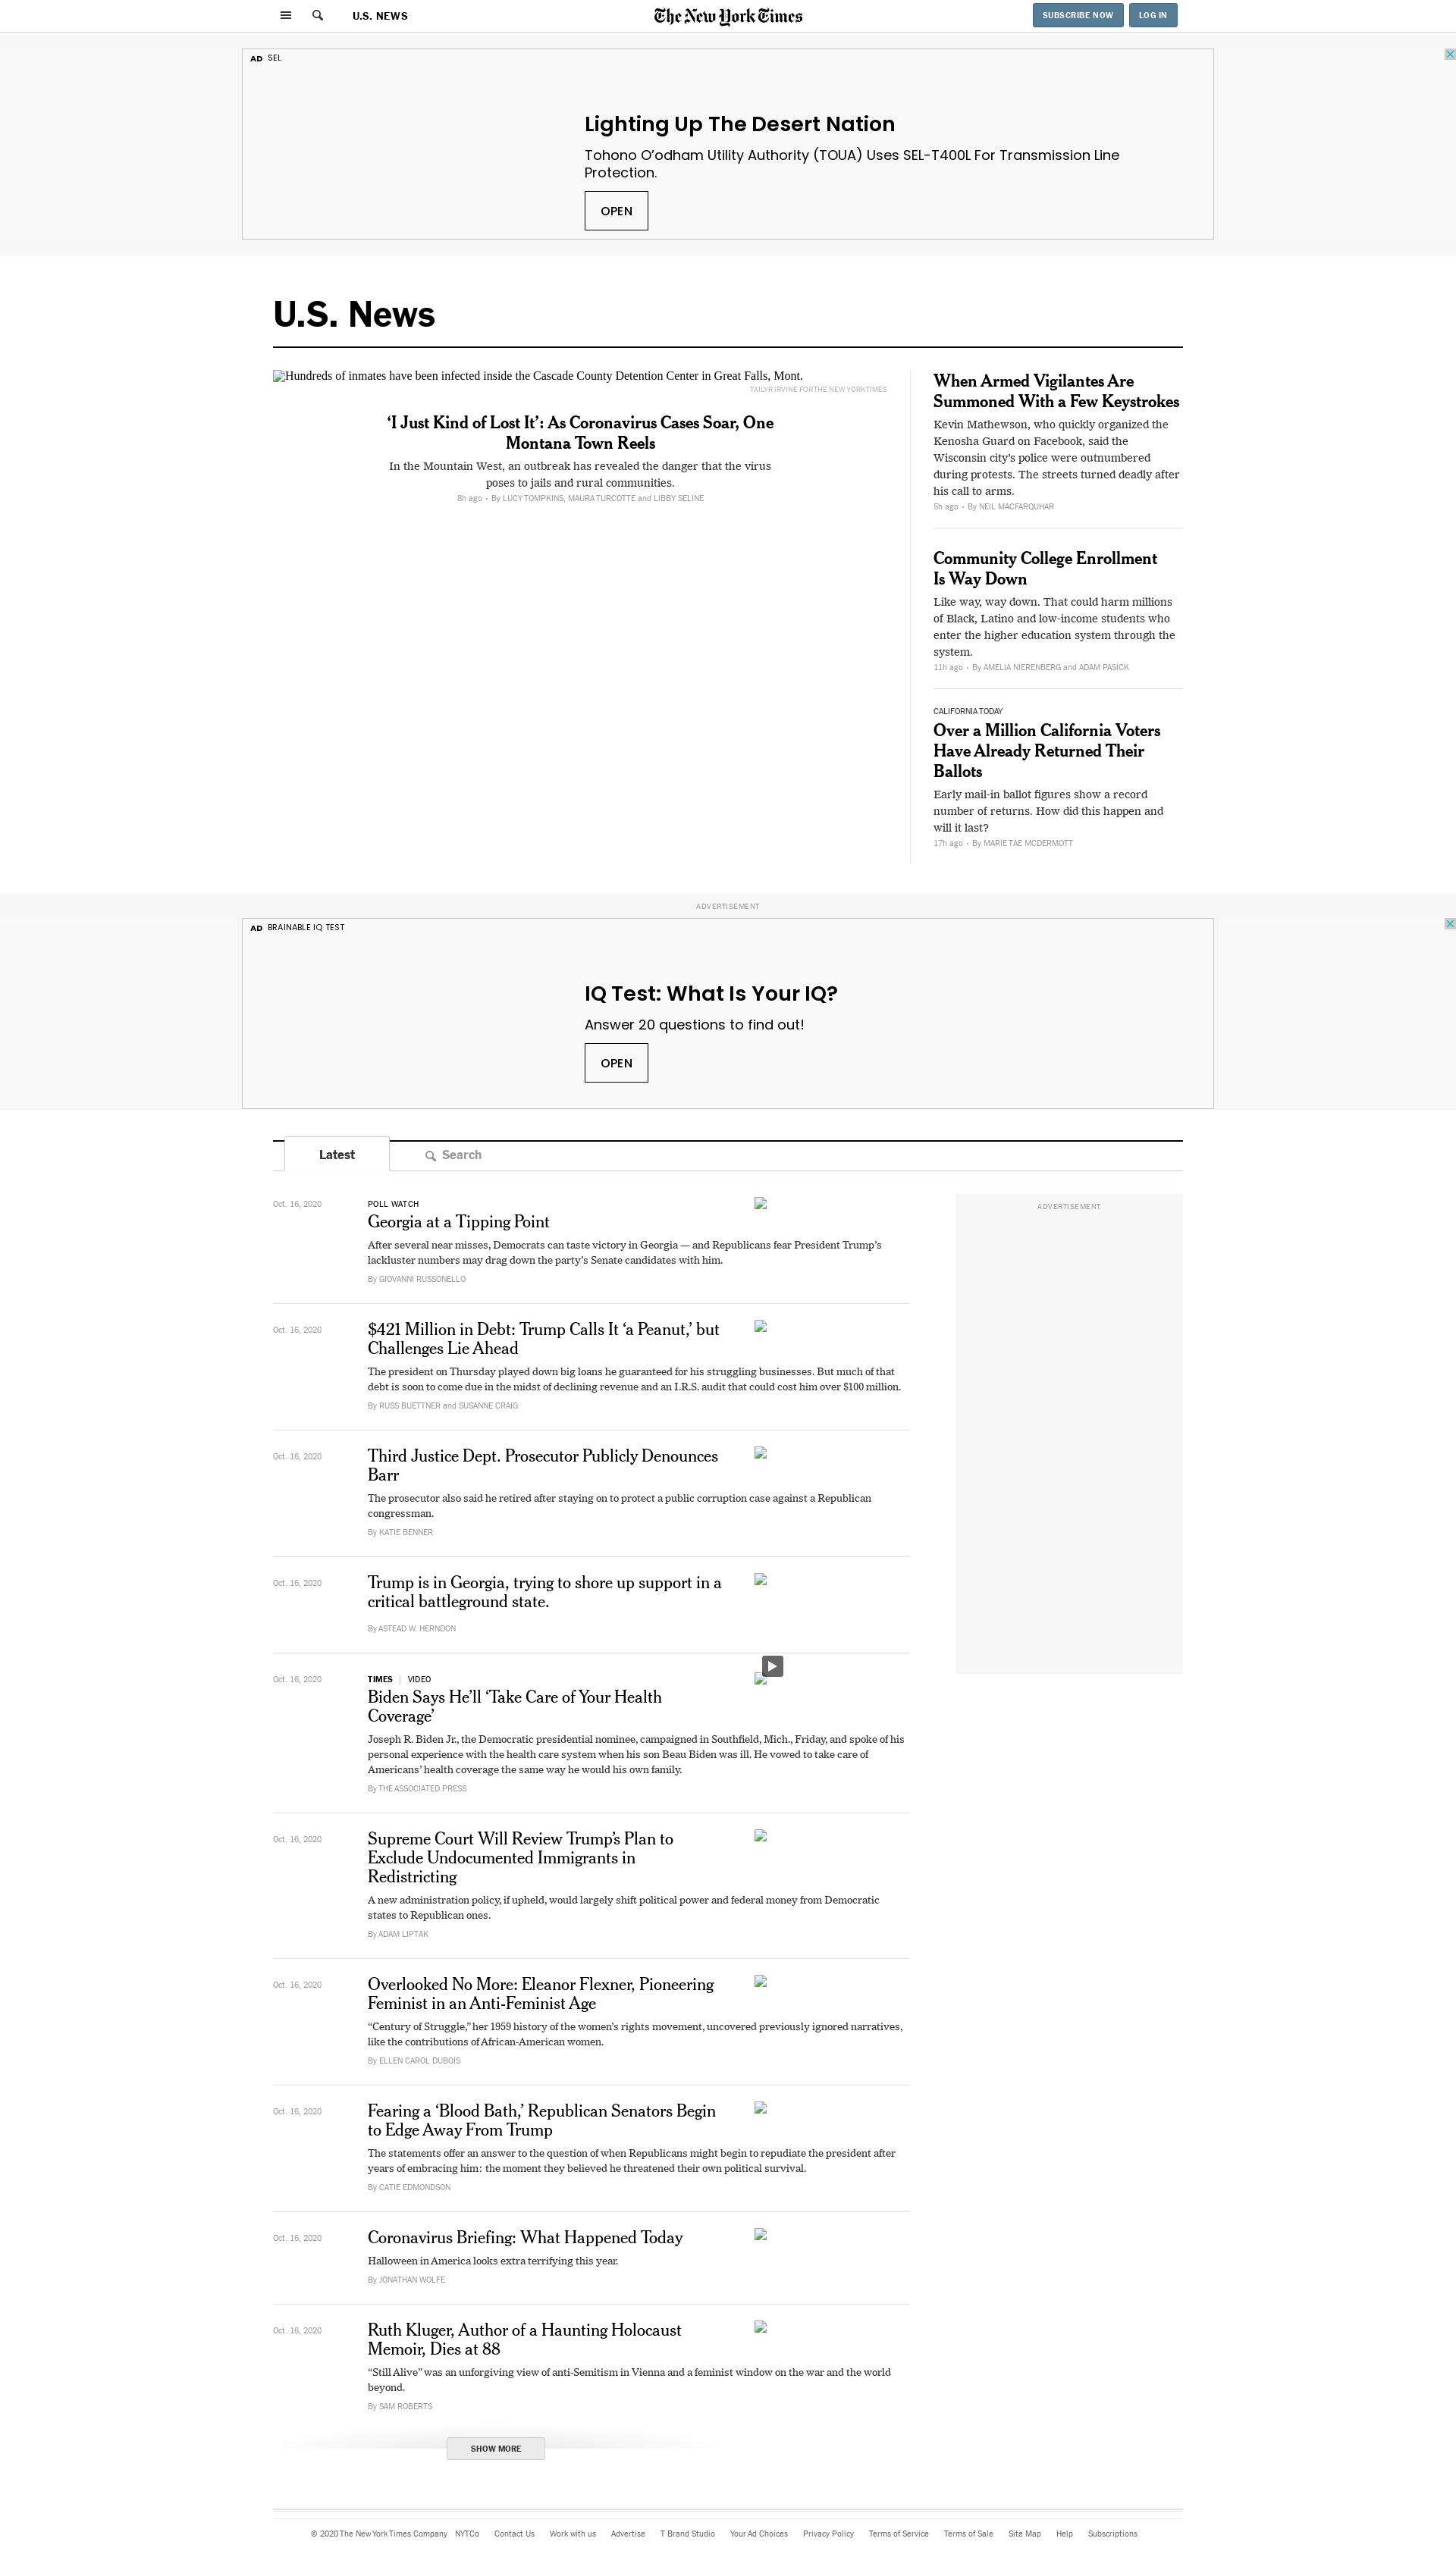 U.S. NEWS
The New York Times
SUBSCRIBE NOW
LOG IN
AD SEL
Lighting Up The Desert Nation
Tohono O’odham Utility Authority (TOUA) Uses SEL-T400L For Transmission Line
Protection.
OPEN
U.S. News
Hundreds of inmates have been infected inside the Cascade County Detention Center in Great Falls, Mont.
TAILYR IRVINE FOR THE NEW YORK TIMES
‘I Just Kind of Lost It’: As Coronavirus Cases Soar, One
Montana Town Reels
In the Mountain West, an outbreak has revealed the danger that the virus
poses to jails and rural communities.
8h ago • By LUCY TOMPKINS, MAURA TURCOTTE and LIBBY SELINE
When Armed Vigilantes Are
Summoned With a Few Keystrokes
Kevin Mathewson, who quickly organized the
Kenosha Guard on Facebook, said the
Wisconsin city’s police were outnumbered
during protests. The streets turned deadly after
his call to arms.
5h ago • By NEIL MACFARQUHAR
Community College Enrollment
Is Way Down
Like way, way down. That could harm millions
of Black, Latino and low-income students who
enter the higher education system through the
system.
11h ago • By AMELIA NIERENBERG and ADAM PASICK
CALIFORNIA TODAY
Over a Million California Voters
Have Already Returned Their
Ballots
Early mail-in ballot figures show a record
number of returns. How did this happen and
will it last?
17h ago • By MARIE TAE MCDERMOTT
ADVERTISEMENT
AD BRAINABLE IQ TEST
IQ Test: What Is Your IQ?
Answer 20 questions to find out!
OPEN
Latest
Search
ADVERTISEMENT
Oct. 16, 2020
POLL WATCH
Georgia at a Tipping Point
After several near misses, Democrats can taste victory in Georgia — and Republicans fear President Trump’s
lackluster numbers may drag down the party’s Senate candidates with him.
By GIOVANNI RUSSONELLO
Oct. 16, 2020
$421 Million in Debt: Trump Calls It ‘a Peanut,’ but
Challenges Lie Ahead
The president on Thursday played down big loans he guaranteed for his struggling businesses. But much of that
debt is soon to come due in the midst of declining revenue and an I.R.S. audit that could cost him over $100 million.
By RUSS BUETTNER and SUSANNE CRAIG
Oct. 16, 2020
Third Justice Dept. Prosecutor Publicly Denounces
Barr
The prosecutor also said he retired after staying on to protect a public corruption case against a Republican
congressman.
By KATIE BENNER
Oct. 16, 2020
Trump is in Georgia, trying to shore up support in a
critical battleground state.
By ASTEAD W. HERNDON
Oct. 16, 2020
TIMES | VIDEO
Biden Says He’ll ‘Take Care of Your Health
Coverage’
Joseph R. Biden Jr., the Democratic presidential nominee, campaigned in Southfield, Mich., Friday, and spoke of his
personal experience with the health care system when his son Beau Biden was ill. He vowed to take care of
Americans’ health coverage the same way he would his own family.
By THE ASSOCIATED PRESS
Oct. 16, 2020
Supreme Court Will Review Trump’s Plan to
Exclude Undocumented Immigrants in
Redistricting
A new administration policy, if upheld, would largely shift political power and federal money from Democratic
states to Republican ones.
By ADAM LIPTAK
Oct. 16, 2020
Overlooked No More: Eleanor Flexner, Pioneering
Feminist in an Anti-Feminist Age
“Century of Struggle,” her 1959 history of the women’s rights movement, uncovered previously ignored narratives,
like the contributions of African-American women.
By ELLEN CAROL DUBOIS
Oct. 16, 2020
Fearing a ‘Blood Bath,’ Republican Senators Begin
to Edge Away From Trump
The statements offer an answer to the question of when Republicans might begin to repudiate the president after
years of embracing him: the moment they believed he threatened their own political survival.
By CATIE EDMONDSON
Oct. 16, 2020
Coronavirus Briefing: What Happened Today
Halloween in America looks extra terrifying this year.
By JONATHAN WOLFE
Oct. 16, 2020
Ruth Kluger, Author of a Haunting Holocaust
Memoir, Dies at 88
“Still Alive” was an unforgiving view of anti-Semitism in Vienna and a feminist window on the war and the world
beyond.
By SAM ROBERTS
SHOW MORE
© 2020 The New York Times Company NYTCo Contact Us Work with us Advertise T Brand Studio Your Ad Choices Privacy Policy Terms of Service Terms of Sale Site Map Help Subscriptions